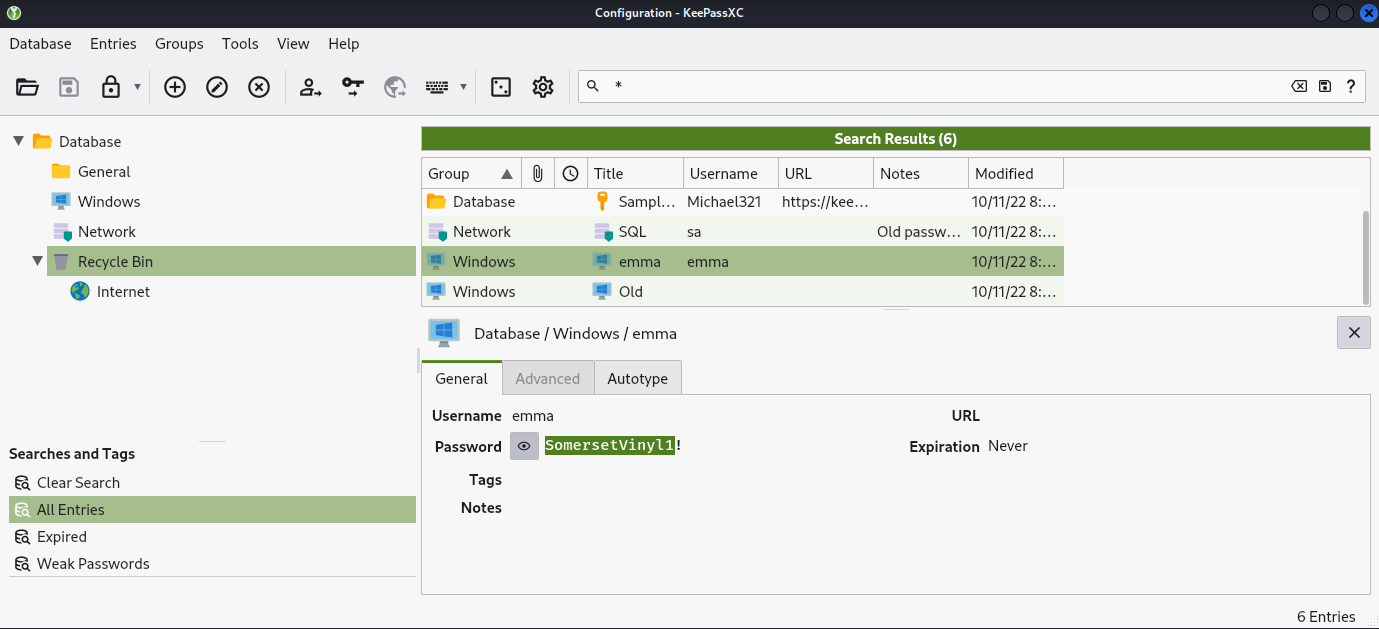 Configuration - KeePassXC
Database Entries Groups Tools View Help
*
?
Database
General
Windows
Network
Recycle Bin
Internet
Searches and Tags
Clear Search
All Entries
Expired
Weak Passwords
Search Results (6)
Group Title Username URL Notes Modified
Database Sampl... Michael321 https://kee... 10/11/22 8:...
Network SQL sa Old passw... 10/11/22 8:...
Windows emma emma 10/11/22 8:...
Windows Old 10/11/22 8:...
Database / Windows / emma
General Advanced Autotype
Username emma URL
Password SomersetVinyl1! Expiration Never
Tags
Notes
6 Entries